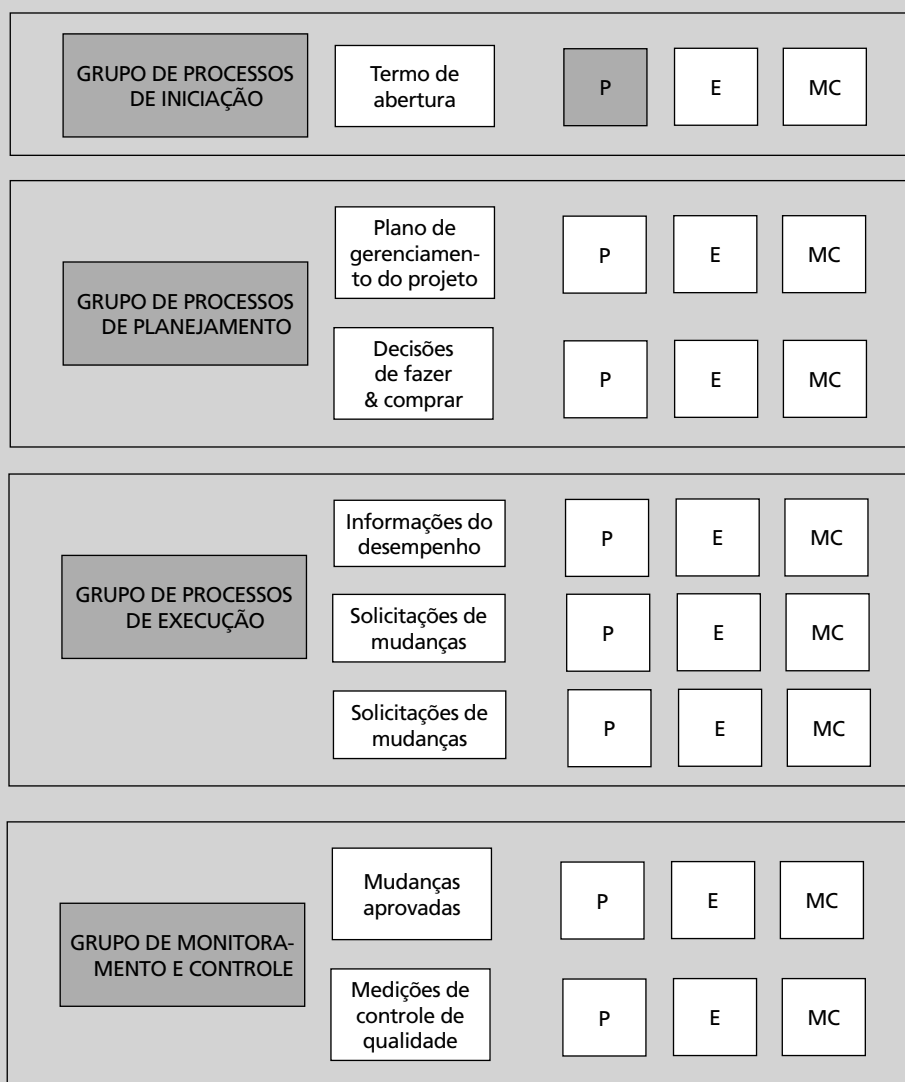 GRUPO DE PROCESSOS
DE INICIAÇÃO
Termo de
abertura
P
E
MC
GRUPO DE PROCESSOS
DE PLANEJAMENTO
Plano de
gerenciamen-
to do projeto
P
E
MC
Decisões
de fazer
& comprar
P
E
MC
GRUPO DE PROCESSOS
DE EXECUÇÃO
Informações do
desempenho
P
E
MC
Solicitações de
mudanças
P
E
MC
Solicitações de
mudanças
P
E
MC
GRUPO DE MONITORA-
MENTO E CONTROLE
Mudanças
aprovadas
P
E
MC
Medições de
controle de
qualidade
P
E
MC